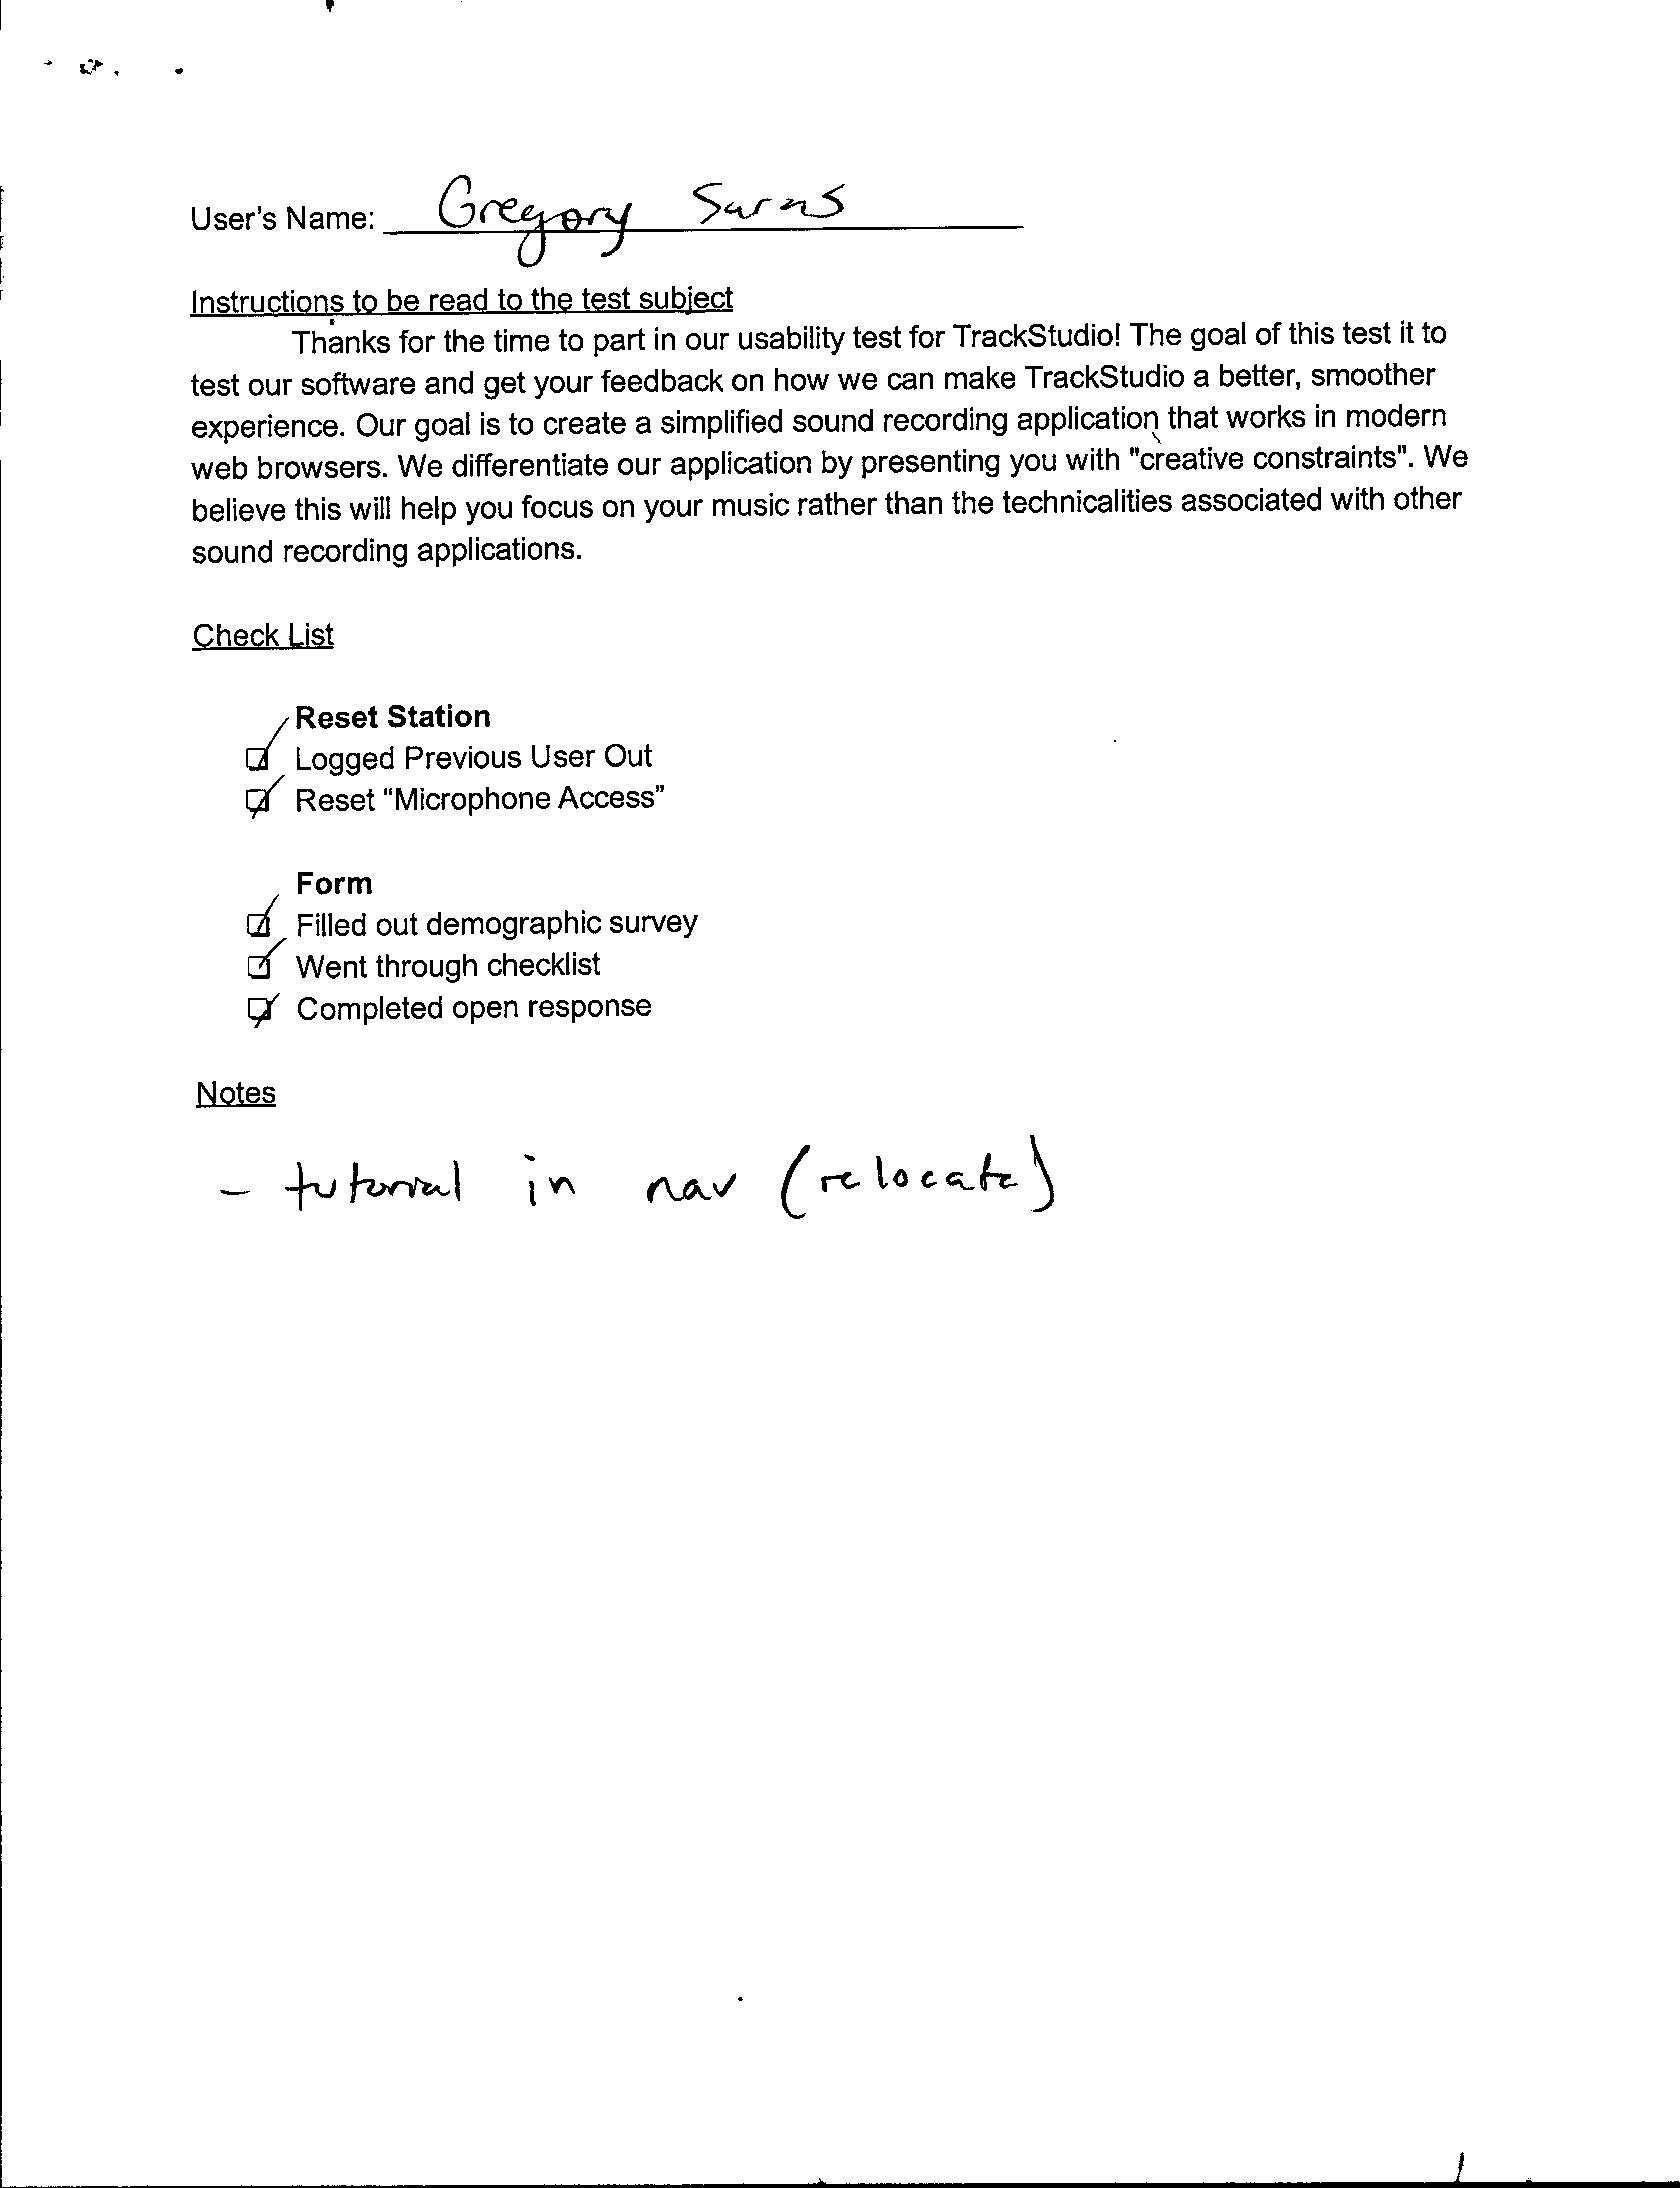 User's Name: Gregory
Instructions to be read to the test subject
Thanks for the time to part in our usability test for TrackStudio! The goal of this test it to
test our software and get your feedback on how we can make TrackStudio a better, smoother
experience. Our goal is to create a simplified sound recording application that works in modern
web browsers. We differentiate our application by presenting you with "creative constraints". We
believe this will help you focus on your music rather than the technicalities associated with other
sound recording applications.
Check List
Reset Station
Logged Previous User Out
Reset “Microphone Access”
Form
Filled out demographic survey
Went through checklist
Completed open response
Notes
- tutorial in nav (relocate)